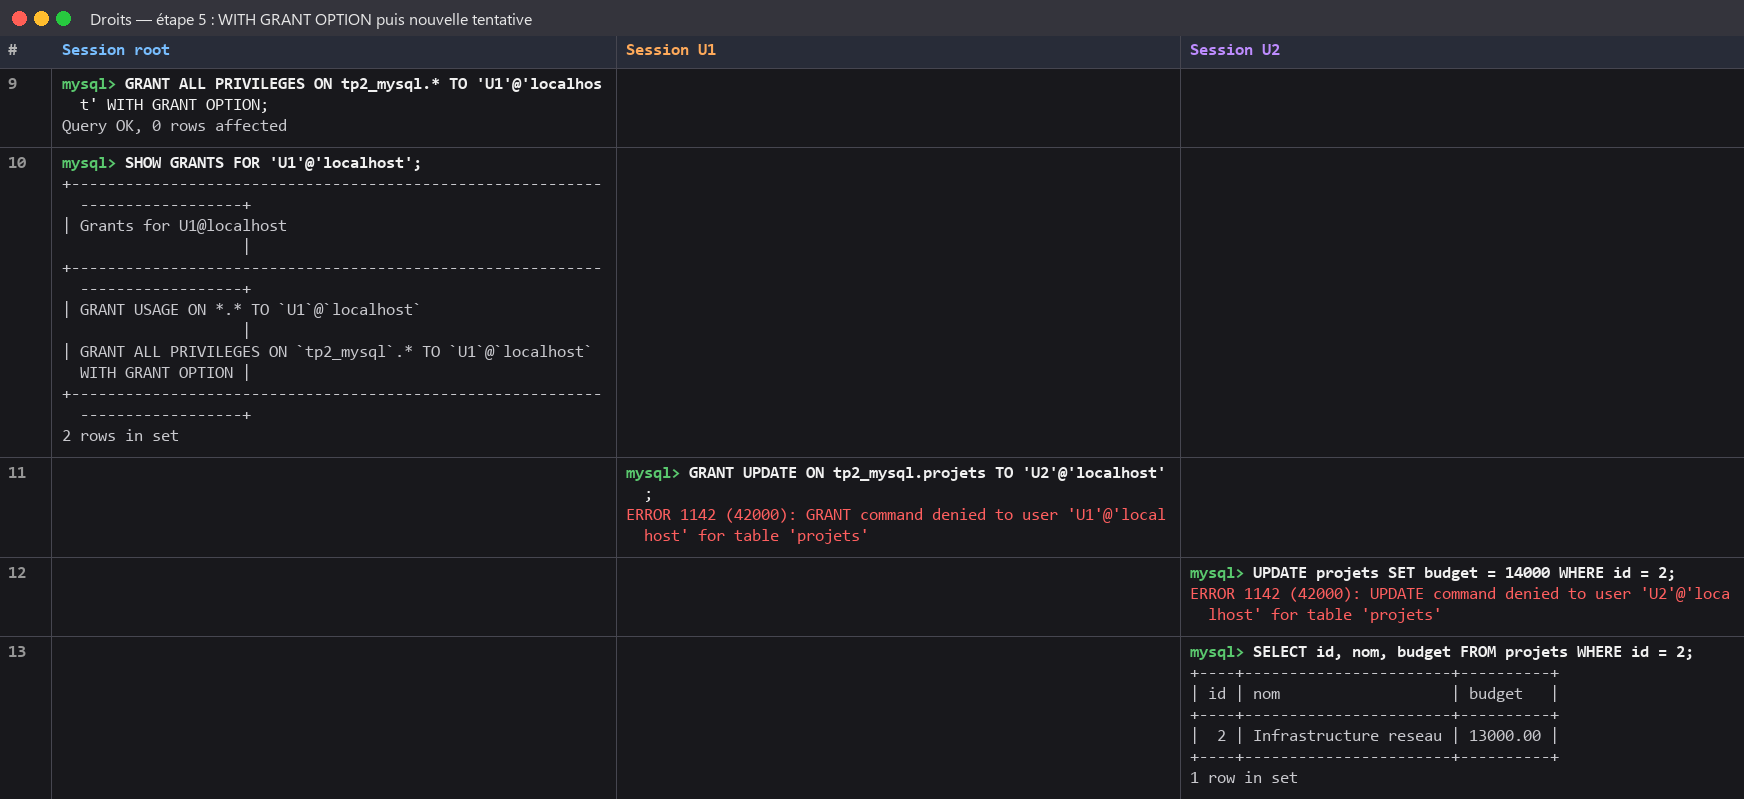 Droits — étape 5 : WITH GRANT OPTION puis nouvelle tentative
# Session root Session U1 Session U2
9 mysql> GRANT ALL PRIVILEGES ON tp2_mysql.* TO 'U1'@'localhos
t' WITH GRANT OPTION;
Query OK, 0 rows affected
10 mysql> SHOW GRANTS FOR 'U1'@'localhost';
+-----------------------------------------------------------
-------------------+
| Grants for U1@localhost
|
+-----------------------------------------------------------
-------------------+
| GRANT USAGE ON *.* TO `U1`@`localhost`
|
| GRANT ALL PRIVILEGES ON `tp2_mysql`.* TO `U1`@`localhost`
WITH GRANT OPTION |
+-----------------------------------------------------------
-------------------+
2 rows in set
11 mysql> GRANT UPDATE ON tp2_mysql.projets TO 'U2'@'localhost'
;
ERROR 1142 (42000): GRANT command denied to user 'U1'@'local
host' for table 'projets'
12 mysql> UPDATE projets SET budget = 14000 WHERE id = 2;
ERROR 1142 (42000): UPDATE command denied to user 'U2'@'loca
lhost' for table 'projets'
13 mysql> SELECT id, nom, budget FROM projets WHERE id = 2;
+----+-----------------------+----------+
| id | nom                   | budget   |
+----+-----------------------+----------+
|  2 | Infrastructure reseau | 13000.00 |
+----+-----------------------+----------+
1 row in set